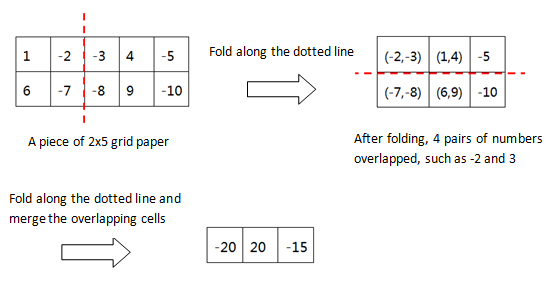 1 -2 -3 4 -5
6 -7 -8 9 -10
A piece of 2x5 grid paper
Fold along the dotted line
(-2,-3) (1,4) -5
(-7,-8) (6,9) -10
After folding, 4 pairs of numbers
overlapped, such as -2 and 3
Fold along the dotted line and
merge the overlapping cells
-20 20 -15